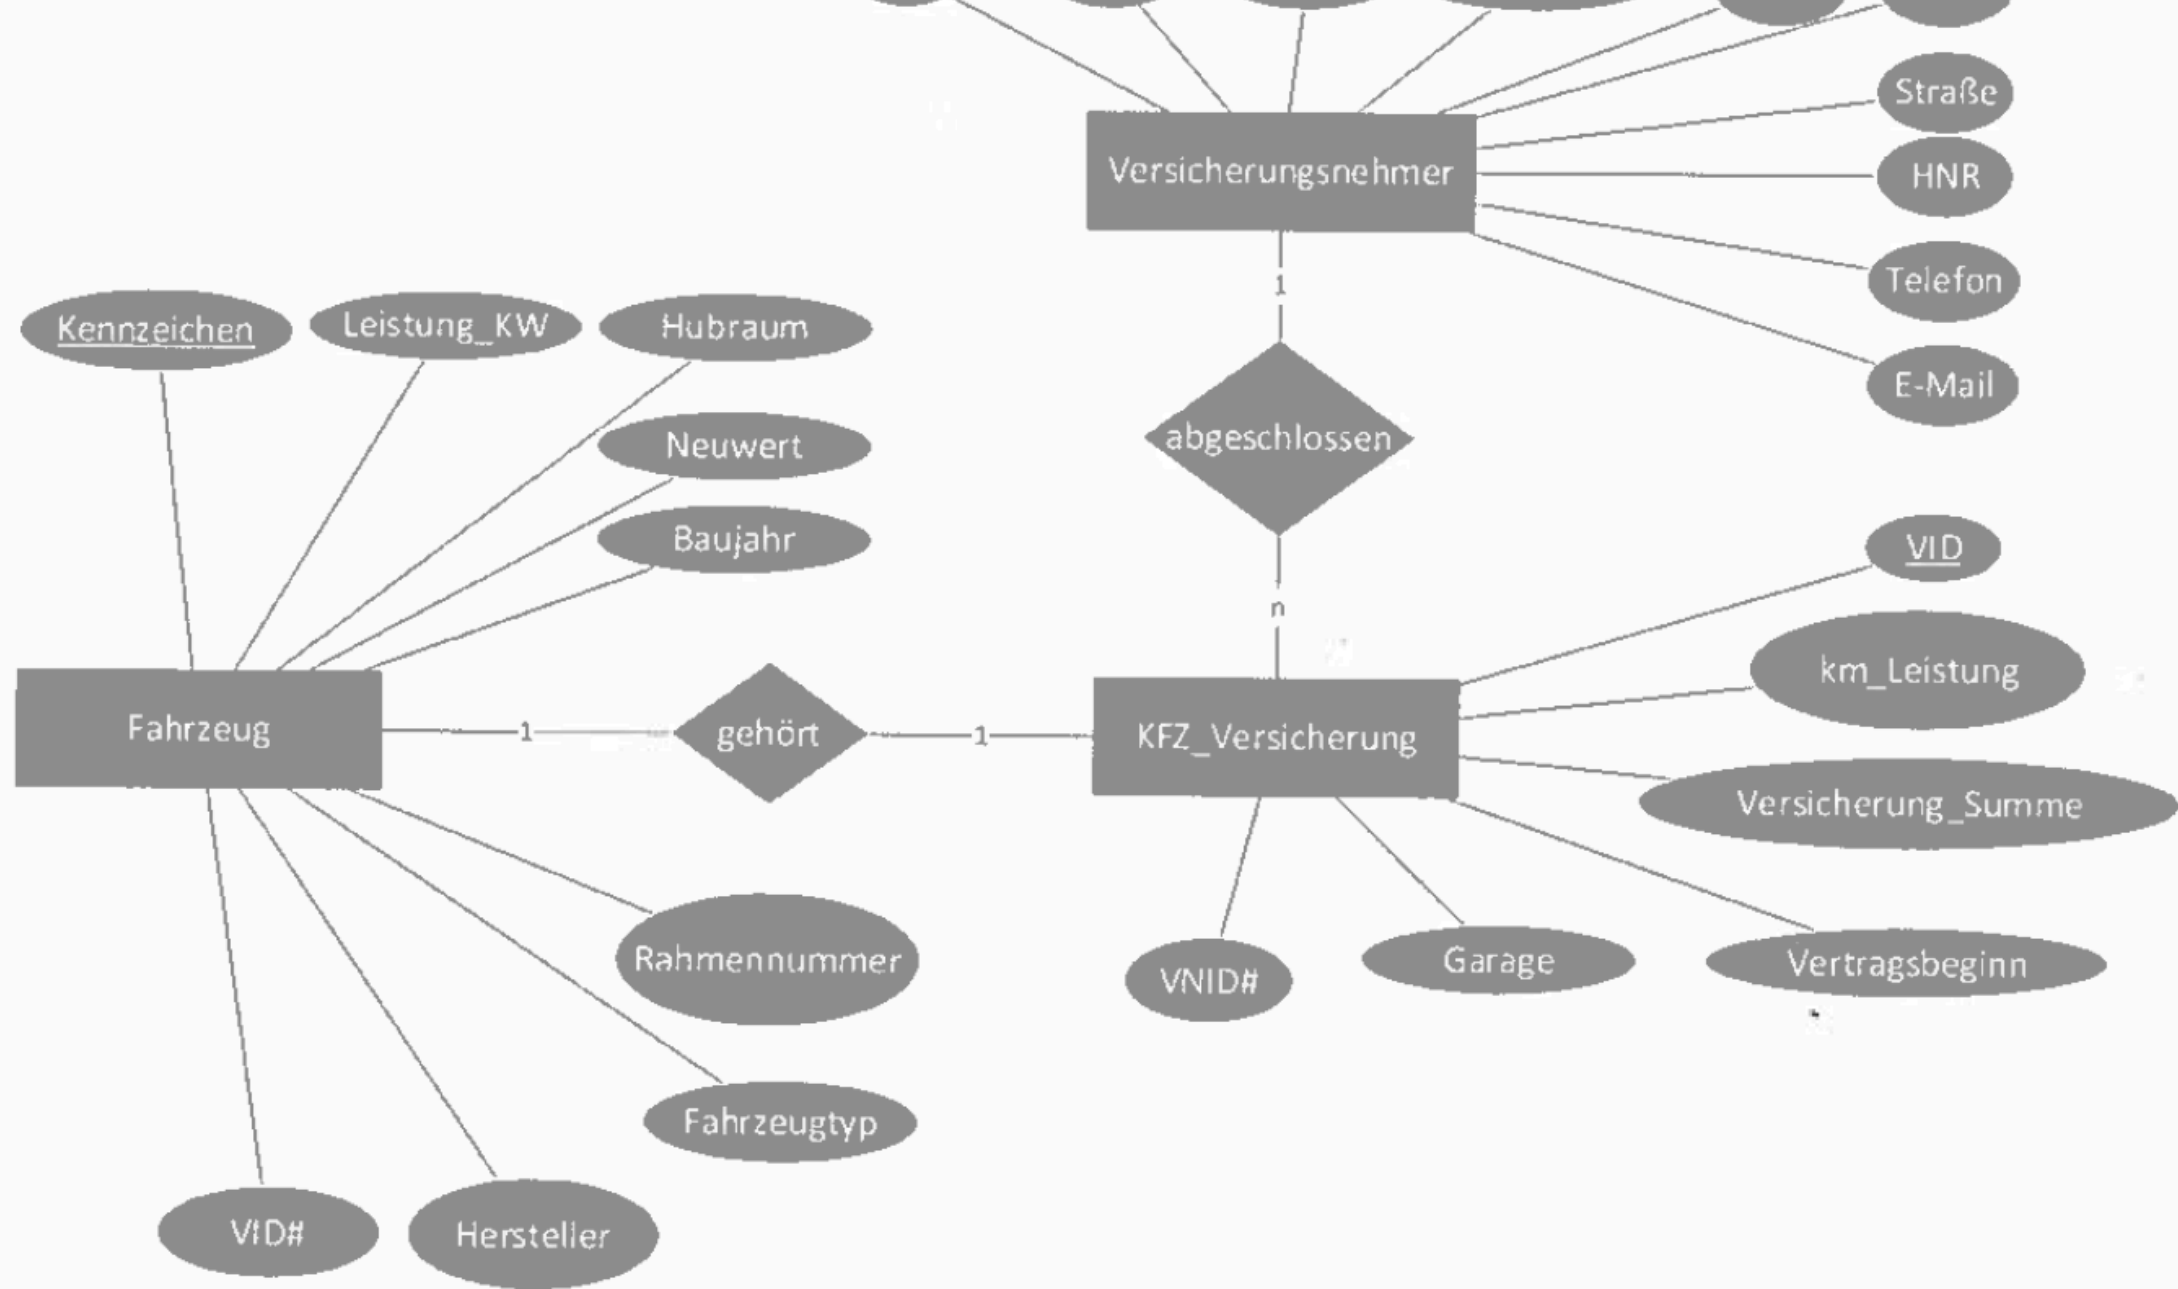 Straße
Versicherungsnehmer
HNR
1
Telefon
Kennzeichen
Leistung_KW
Hubraum
E-Mail
abgeschlossen
Neuwert
Baujahr
VID
n
km_Leistung
Fahrzeug
1
gehört
1
KFZ_Versicherung
Versicherung_Summe
Rahmennummer
VNID#
Garage
Vertragsbeginn
Fahrzeugtyp
VID#
Hersteller